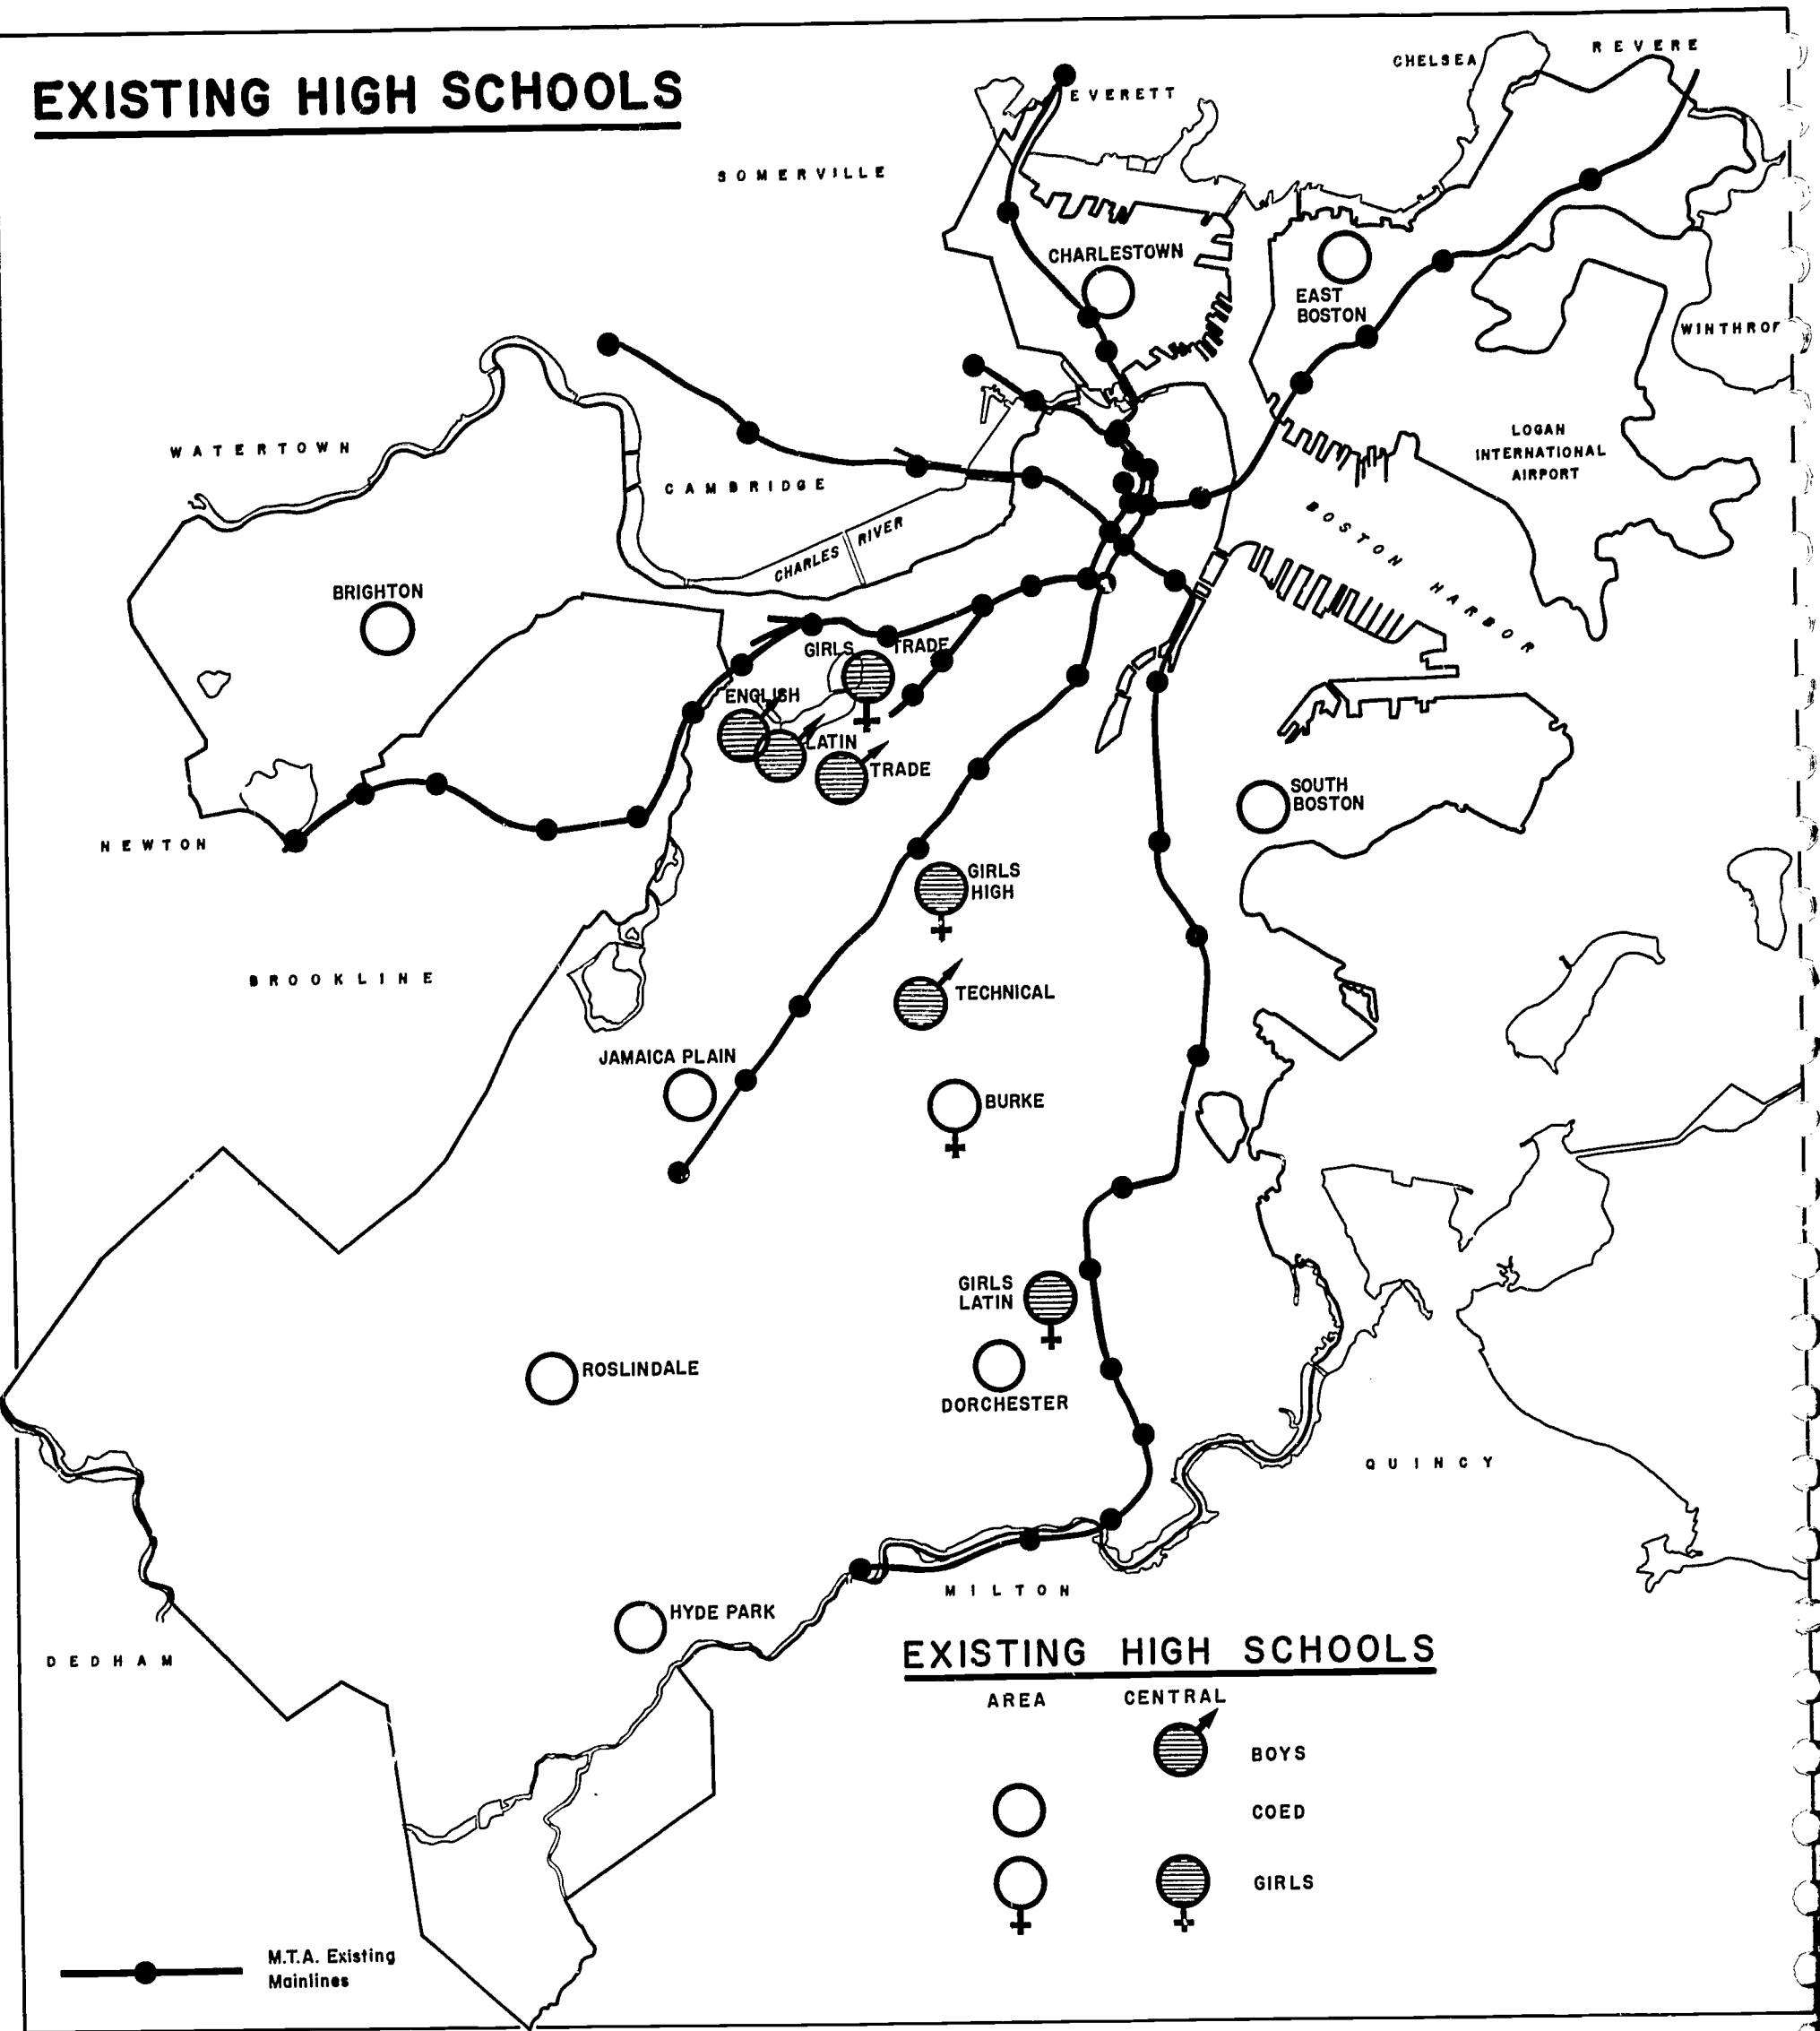 EXISTING HIGH SCHOOLS
REVERE
CHELSEA
EVERETT
SOMERVILLE
CHARLESTOWN
EAST
BOSTON
WINTHROP
WATERTOWN
CAMBRIDGE
LOGAN
INTERNATIONAL
AIRPORT
CHARLES RIVER
BOSTON HARBOR
BRIGHTON
GIRLS TRADE
ENGLISH
LATIN
TRADE
SOUTH
BOSTON
NEWTON
GIRLS
HIGH
BROOKLINE
TECHNICAL
JAMAICA PLAIN
BURKE
GIRLS
LATIN
ROSLINDALE
DORCHESTER
QUINCY
MILTON
HYDE PARK
DEDHAM
EXISTING HIGH SCHOOLS
AREA CENTRAL
BOYS
COED
GIRLS
M.T.A. Existing
Mainlines